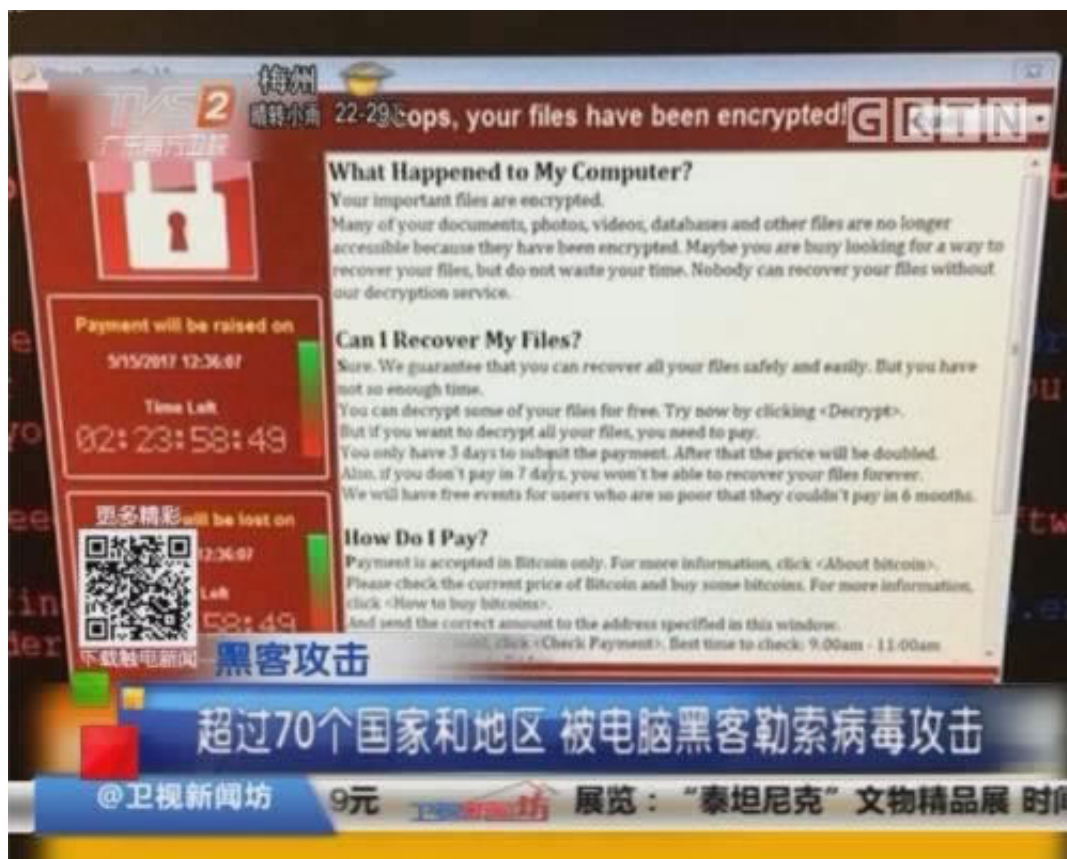 TVS2
广东南方卫视
梅州
晴转小雨 22-29
GRTN
ops, your files have been encrypted!
What Happened to My Computer?
Your important files are encrypted.
Many of your documents, photos, videos, databases and other files are no longer
accessible because they have been encrypted. Maybe you are busy looking for a way to
recover your files, but do not waste your time. Nobody can recover your files without
our decryption service.
Payment will be raised on
5/15/2017 12:36:07
Time Left
02:23:58:49
Can I Recover My Files?
Sure. We guarantee that you can recover all your files safely and easily. But you have
not so enough time.
You can decrypt some of your files for free. Try now by clicking <Decrypt>.
But if you want to decrypt all your files, you need to pay.
You only have 3 days to submit the payment. After that the price will be doubled.
Also, if you don't pay in 7 days, you won't be able to recover your files forever.
We will have free events for users who are so poor that they couldn't pay in 6 months.
will be lost on
12:36:07
Left
58:49
How Do I Pay?
Payment is accepted in Bitcoin only. For more information, click <About bitcoin>.
Please check the current price of Bitcoin and buy some bitcoins. For more information,
click <How to buy bitcoins>.
And send the correct amount to the address specified in this window.
click <Check Payment>. Best time to check: 9:00am - 11:00am
更多精彩
下载触电新闻
黑客攻击
超过70个国家和地区 被电脑黑客勒索病毒攻击
@卫视新闻坊
9元 卫视新闻坊 展览：“泰坦尼克”文物精品展 时间